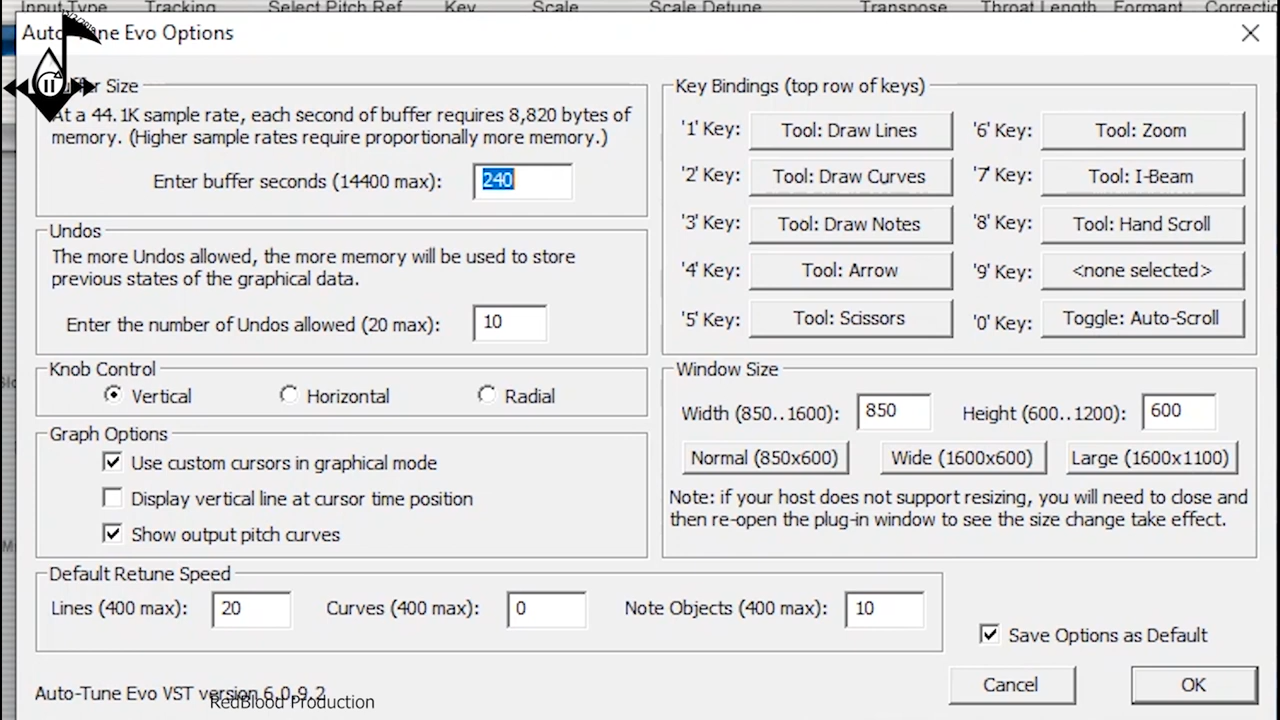 Input Type Tracking Select Pitch Ref Key Scale Scale Detune Transpose Throat Length Formant
Auto-Tune Evo Options
Buffer Size
At a 44.1K sample rate, each second of buffer requires 8,820 bytes of
memory. (Higher sample rates require proportionally more memory.)
Enter buffer seconds (14400 max): 240
Undos
The more Undos allowed, the more memory will be used to store
previous states of the graphical data.
Enter the number of Undos allowed (20 max): 10
Knob Control
Vertical Horizontal Radial
Graph Options
Use custom cursors in graphical mode
Display vertical line at cursor time position
Show output pitch curves
Key Bindings (top row of keys)
'1' Key: Tool: Draw Lines '6' Key: Tool: Zoom
'2' Key: Tool: Draw Curves '7' Key: Tool: I-Beam
'3' Key: Tool: Draw Notes '8' Key: Tool: Hand Scroll
'4' Key: Tool: Arrow '9' Key: <none selected>
'5' Key: Tool: Scissors '0' Key: Toggle: Auto-Scroll
Window Size
Width (850..1600): 850 Height (600..1200): 600
Normal (850x600) Wide (1600x600) Large (1600x1100)
Note: if your host does not support resizing, you will need to close and
then re-open the plug-in window to see the size change take effect.
Default Retune Speed
Lines (400 max): 20 Curves (400 max): 0 Note Objects (400 max): 10
Save Options as Default
Cancel OK
Auto-Tune Evo VST version 6.0.9.2
RedBlood Production